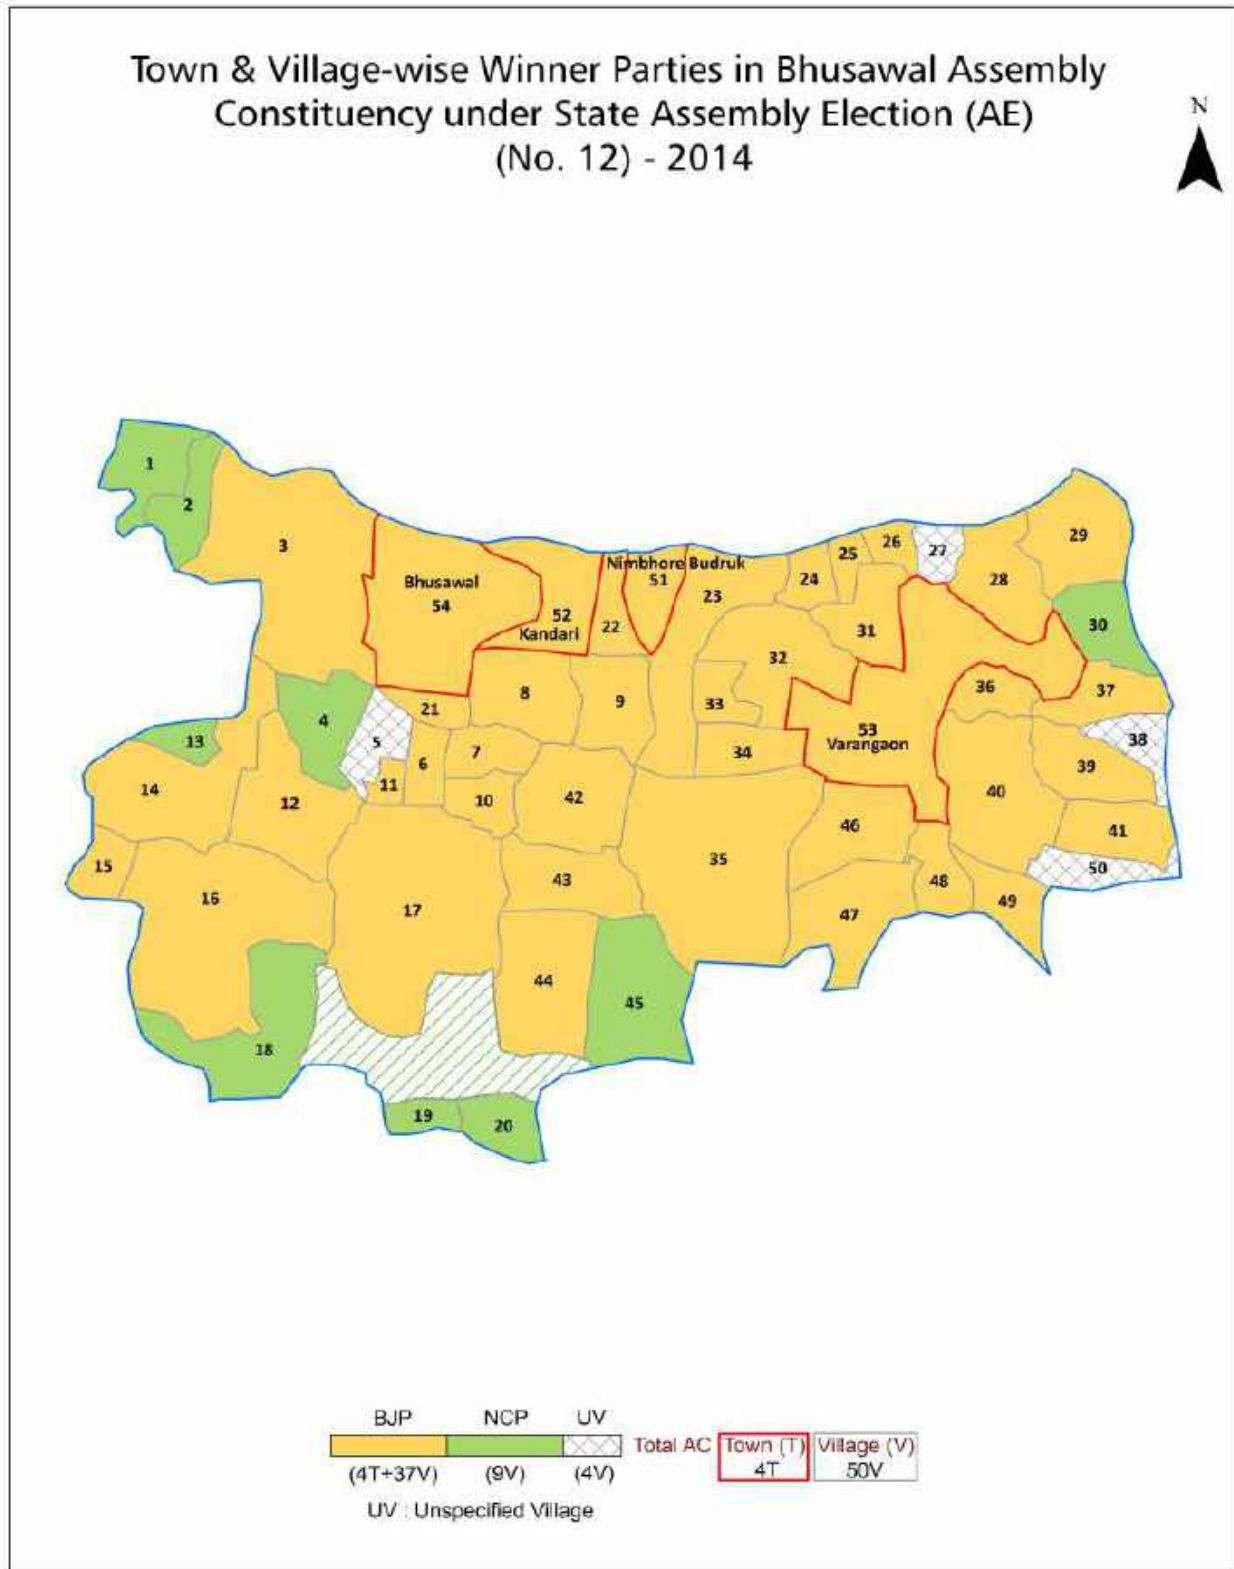 Town & Village-wise Winner Parties in Bhusawal Assembly
Constituency under State Assembly Election (AE)
(No. 12) - 2014
N
1
2
3
29
26
25
27
Nimbhore Budruk
24
28
Bhusawal
51
54
23
52
22
31
30
Kandari
32
8
9
36
37
4
33
21
13
5
53
38
Varangaon
7
34
6
39
14
11
12
10
42
40
46
41
35
15
43
50
48
16
17
49
47
44
45
18
19
20
BJP
NCP
UV
Total AC
Town (T)
Village (V)
4T
50V
(4T+37V)
(9V)
(4V)
UV : Unspecified Village